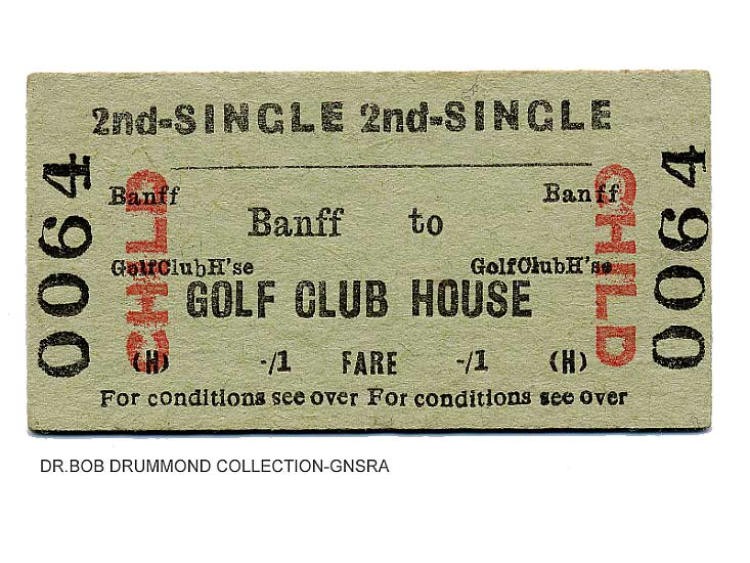 2nd-SINGLE 2nd-SINGLE
0064
CHILD
Banff
Banff
Banff to
GolfClubH'se
GolfClubH'se
GOLF CLUB HOUSE
(H) -/1 FARE -/1 (H)
For conditions see over For conditions see over
CHILD
0064
DR.BOB DRUMMOND COLLECTION-GNSRA